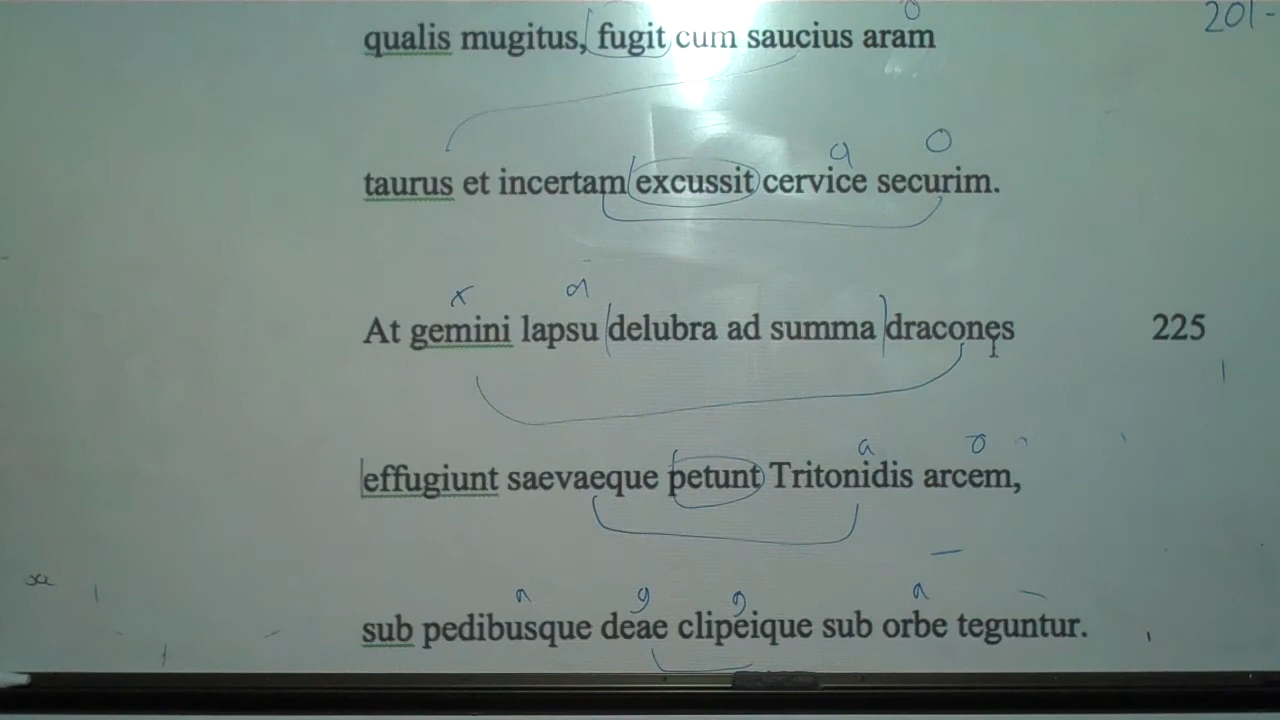 201-
qualis mugitus, fugit cum saucius aram
taurus et incertam excussit cervice securim.
At gemini lapsu delubra ad summa dracones 225
effugiunt saevaeque petunt Tritonidis arcem,
sub pedibusque deae clipeique sub orbe teguntur.